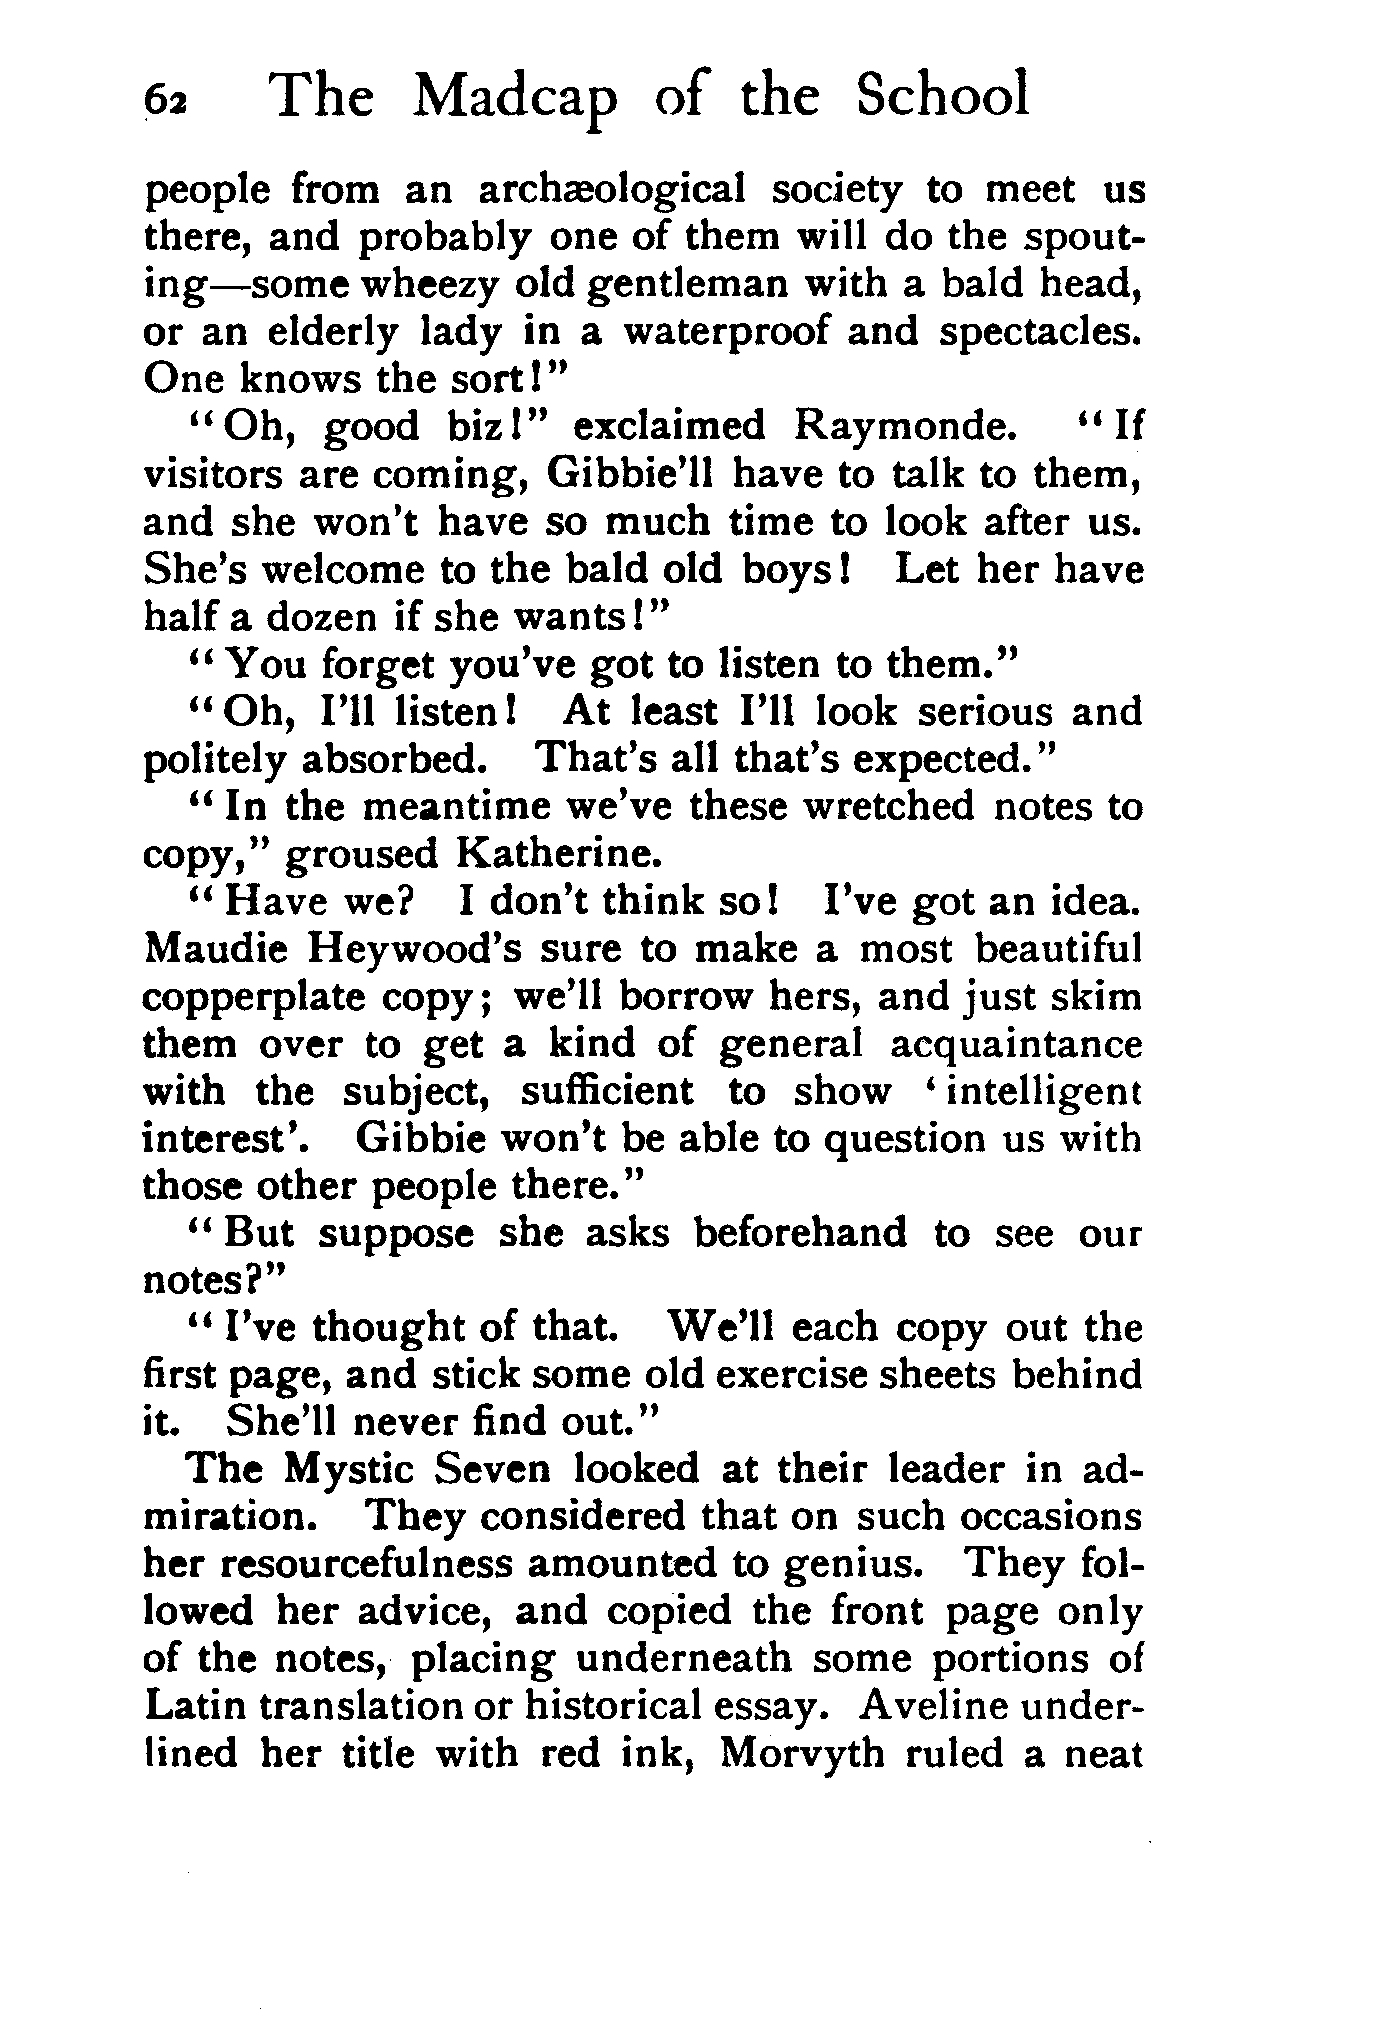 62 The Madcap of the School
people from an archæological society to meet us
there, and probably one of them will do the spout-
ing—some wheezy old gentleman with a bald head,
or an elderly lady in a waterproof and spectacles.
One knows the sort!"
"Oh, good biz!" exclaimed Raymonde. "If
visitors are coming, Gibbie'll have to talk to them,
and she won't have so much time to look after us.
She's welcome to the bald old boys! Let her have
half a dozen if she wants!"
"You forget you've got to listen to them."
"Oh, I'll listen! At least I'll look serious and
politely absorbed. That's all that's expected."
"In the meantime we've these wretched notes to
copy," groused Katherine.
"Have we? I don't think so! I've got an idea.
Maudie Heywood's sure to make a most beautiful
copperplate copy; we'll borrow hers, and just skim
them over to get a kind of general acquaintance
with the subject, sufficient to show 'intelligent
interest'. Gibbie won't be able to question us with
those other people there."
"But suppose she asks beforehand to see our
notes?"
"I've thought of that. We'll each copy out the
first page, and stick some old exercise sheets behind
it. She'll never find out."
The Mystic Seven looked at their leader in ad-
miration. They considered that on such occasions
her resourcefulness amounted to genius. They fol-
lowed her advice, and copied the front page only
of the notes, placing underneath some portions of
Latin translation or historical essay. Aveline under-
lined her title with red ink, Morvyth ruled a neat